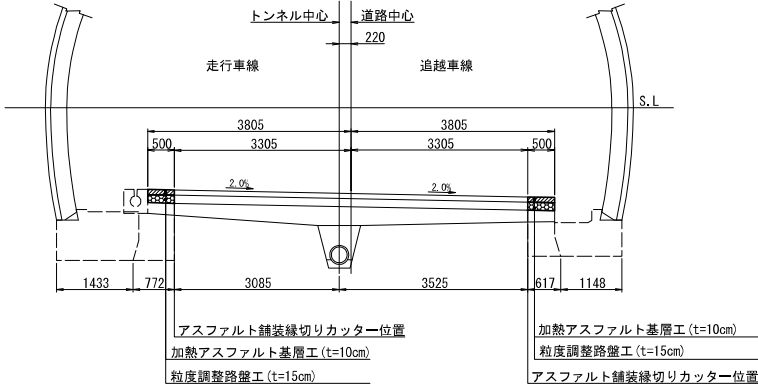 トンネル中心 道路中心
220
走行車線 追越車線
S.L
3805 3805
500 3305 3305 500
2.0% 2.0%
1433 772 3085 3525 617 1148
アスファルト舗装縁切りカッター位置
加熱アスファルト基層工(t=10cm)
粒度調整路盤工(t=15cm)
加熱アスファルト基層工(t=10cm)
粒度調整路盤工(t=15cm)
アスファルト舗装縁切りカッター位置